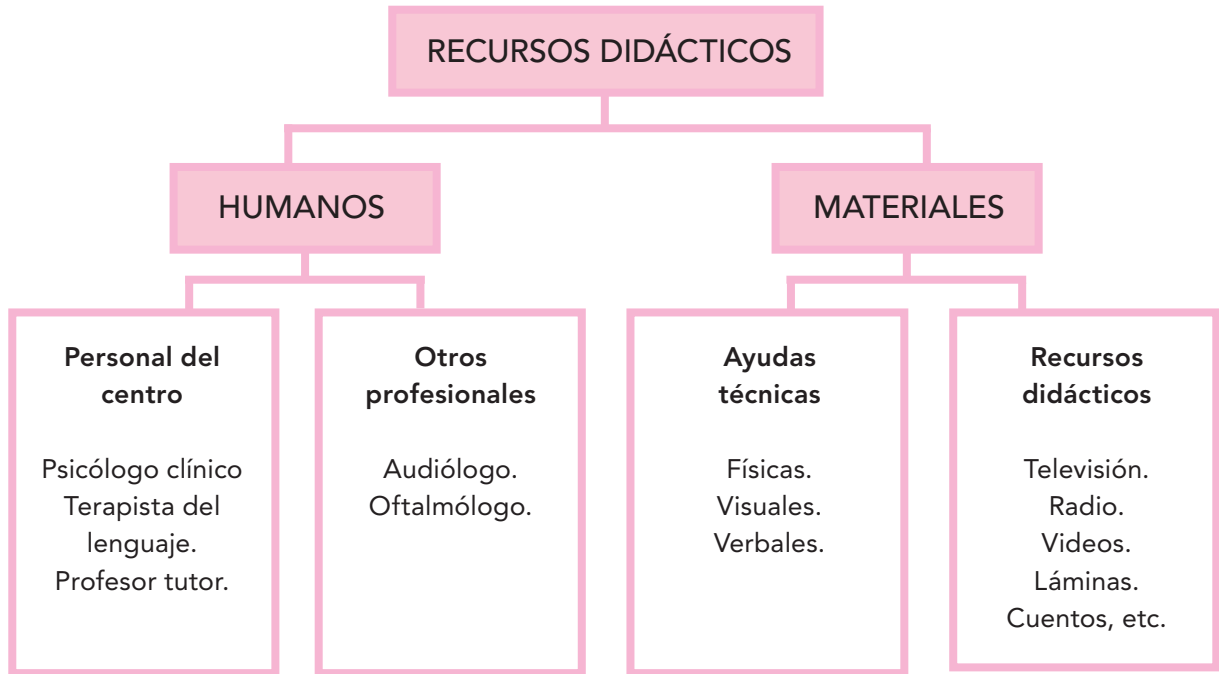 RECURSOS DIDÁCTICOS
HUMANOS
MATERIALES
Personal del
centro
Psicólogo clínico
Terapista del
lenguaje.
Profesor tutor.
Otros
profesionales
Audiólogo.
Oftalmólogo.
Ayudas
técnicas
Físicas.
Visuales.
Verbales.
Recursos
didácticos
Televisión.
Radio.
Videos.
Láminas.
Cuentos, etc.